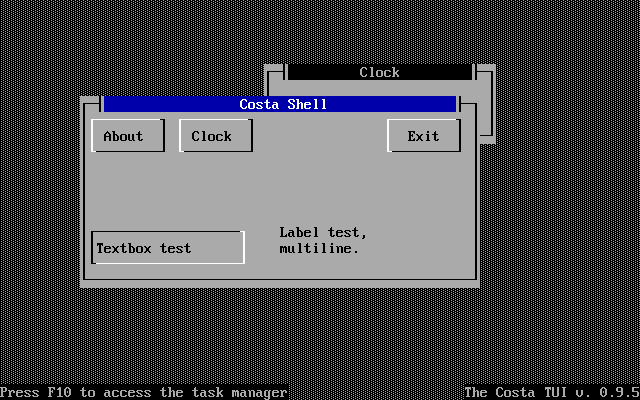 Clock
Costa Shell
About Clock Exit
Label test,
Textbox test multiline.
Press F10 to access the task manager The Costa TUI v. 0.9.5